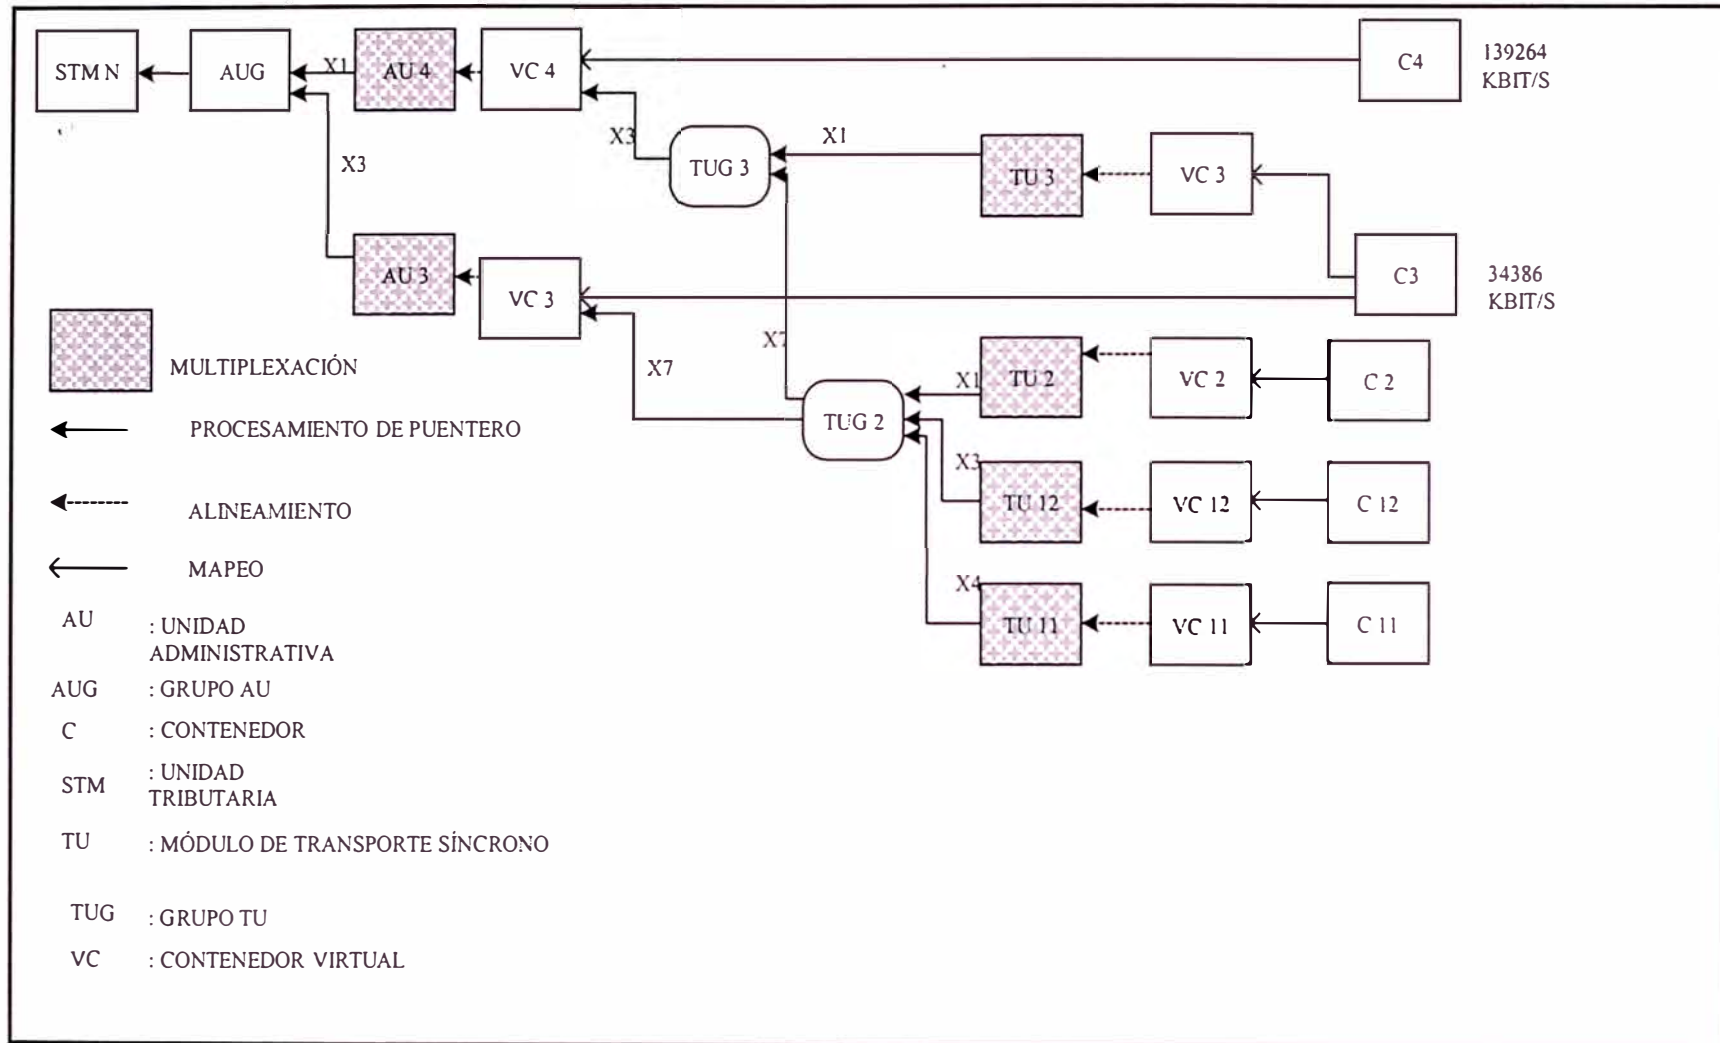 STM N
AUG
X1
AU 4
VC 4
C4
139264
KBIT/S
X3
X3
X1
TUG 3
TU 3
VC 3
AU 3
VC 3
C3
34386
KBIT/S
X7
X7
X1
TU 2
VC 2
C 2
TUG 2
X3
TU 12
VC 12
C 12
X4
TU 11
VC 11
C 11
MULTIPLEXACIÓN
PROCESAMIENTO DE PUENTERO
ALINEAMIENTO
MAPEO
AU : UNIDAD
ADMINISTRATIVA
AUG : GRUPO AU
C : CONTENEDOR
STM : UNIDAD
TRIBUTARIA
TU : MÓDULO DE TRANSPORTE SÍNCRONO
TUG : GRUPO TU
VC : CONTENEDOR VIRTUAL